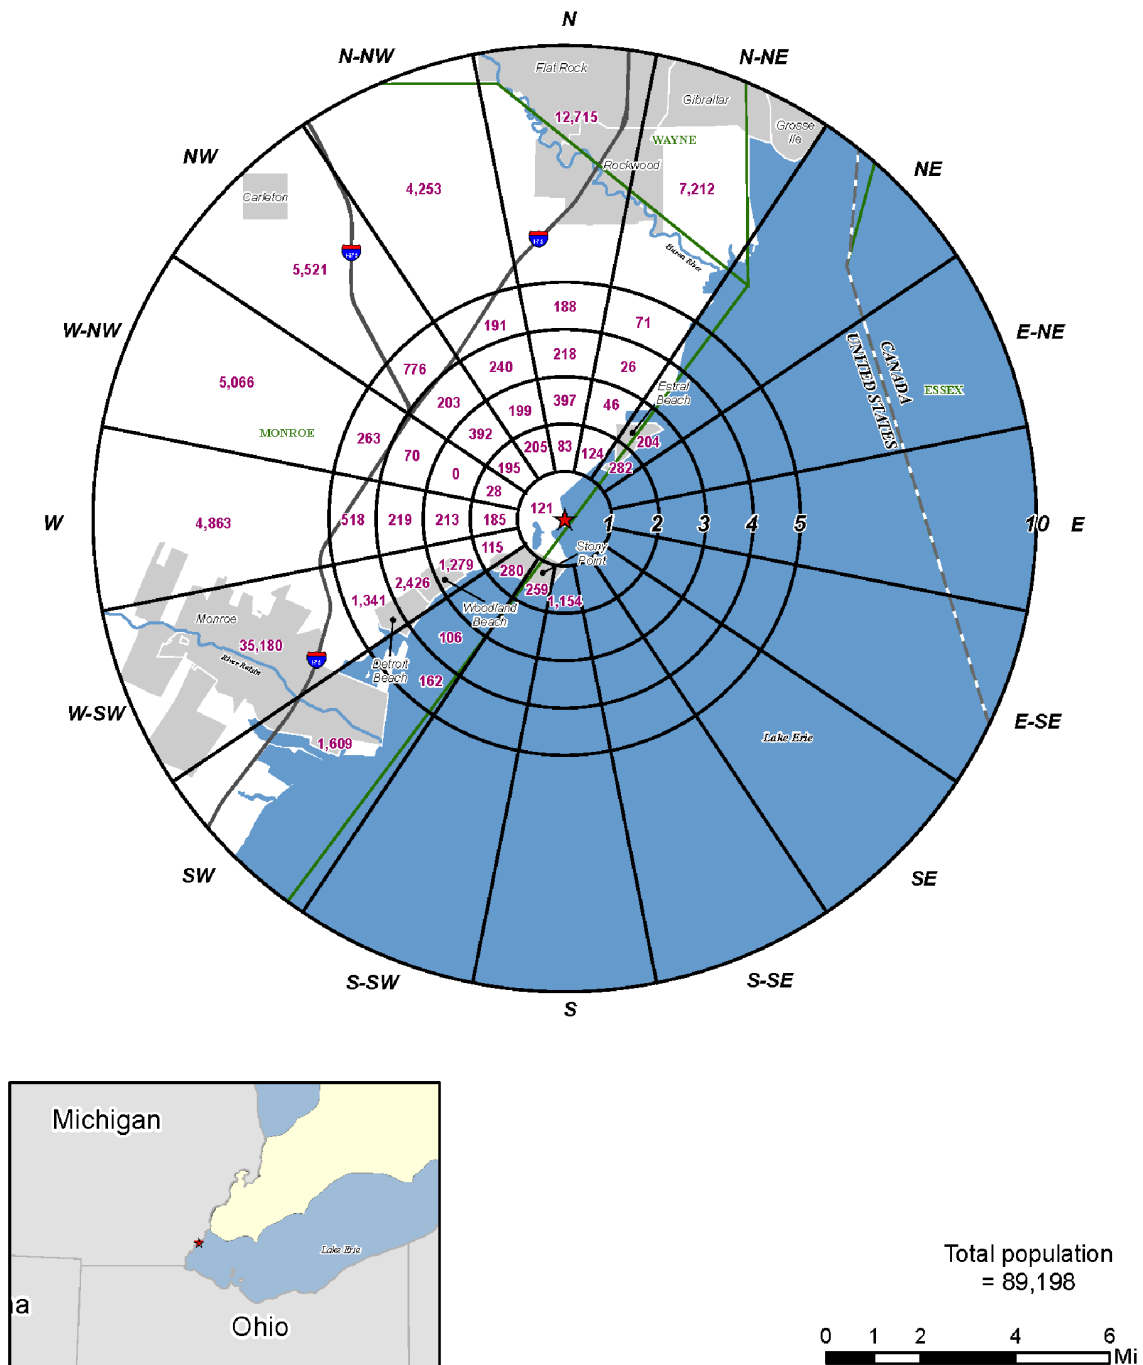 N
N-NW
N-NE
Flat Rock
Gibraltar
12,715
Grosse
Ile
WAYNE
NW
Rockwood
NE
4,253
7,212
Carleton
Huron River
5,521
188
W-NW
191
71
E-NE
776
240
218
26
CANADA
UNITED STATES
5,066
Estral
Beach
ESSEX
203
199
397
46
MONROE
263
392
205
83
124
204
70
0
195
282
28
121
W
4,863
518
219
213
185
1
2
3
4
5
10
E
115
Stony
Point
1,279
280
2,426
259
1,154
1,341
Woodland
Beach
Monroe
35,180
106
River Raisin
Detroit
Beach
162
W-SW
E-SE
1,609
Lake Erie
SW
SE
S-SW
S-SE
S
Michigan
Lake Erie
Total population
= 89,198
a
Ohio
0 1 2 4 6
Mi